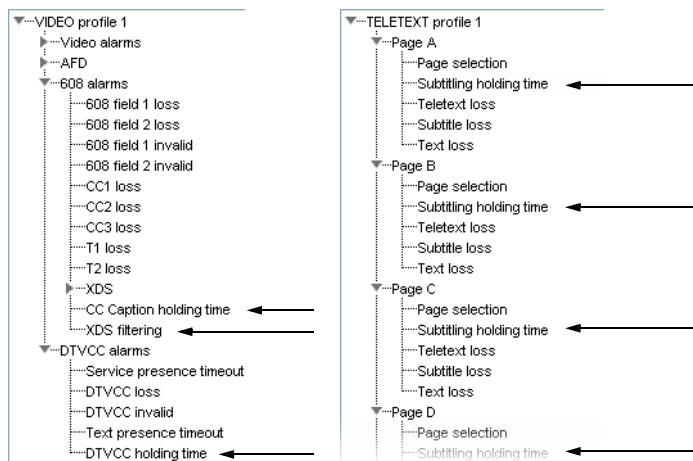 VIDEO profile 1
Video alarms
AFD
608 alarms
608 field 1 loss
608 field 2 loss
608 field 1 invalid
608 field 2 invalid
CC1 loss
CC2 loss
CC3 loss
T1 loss
T2 loss
XDS
CC Caption holding time
XDS filtering
DTVCC alarms
Service presence timeout
DTVCC loss
DTVCC invalid
Text presence timeout
DTVCC holding time
TELETEXT profile 1
Page A
Page selection
Subtitling holding time
Teletext loss
Subtitle loss
Text loss
Page B
Page selection
Subtitling holding time
Teletext loss
Subtitle loss
Text loss
Page C
Page selection
Subtitling holding time
Teletext loss
Subtitle loss
Text loss
Page D
Page selection
Subtitling holding time